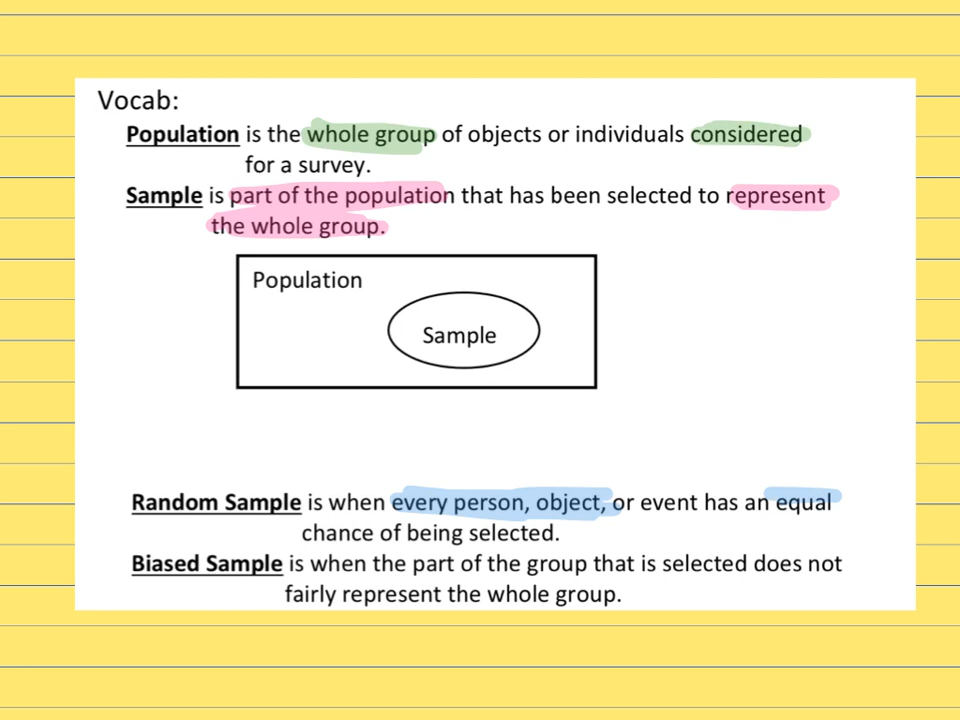 Vocab:
Population is the whole group of objects or individuals considered
for a survey.
Sample is part of the population that has been selected to represent
the whole group.
Population
Sample
Random Sample is when every person, object, or event has an equal
chance of being selected.
Biased Sample is when the part of the group that is selected does not
fairly represent the whole group.